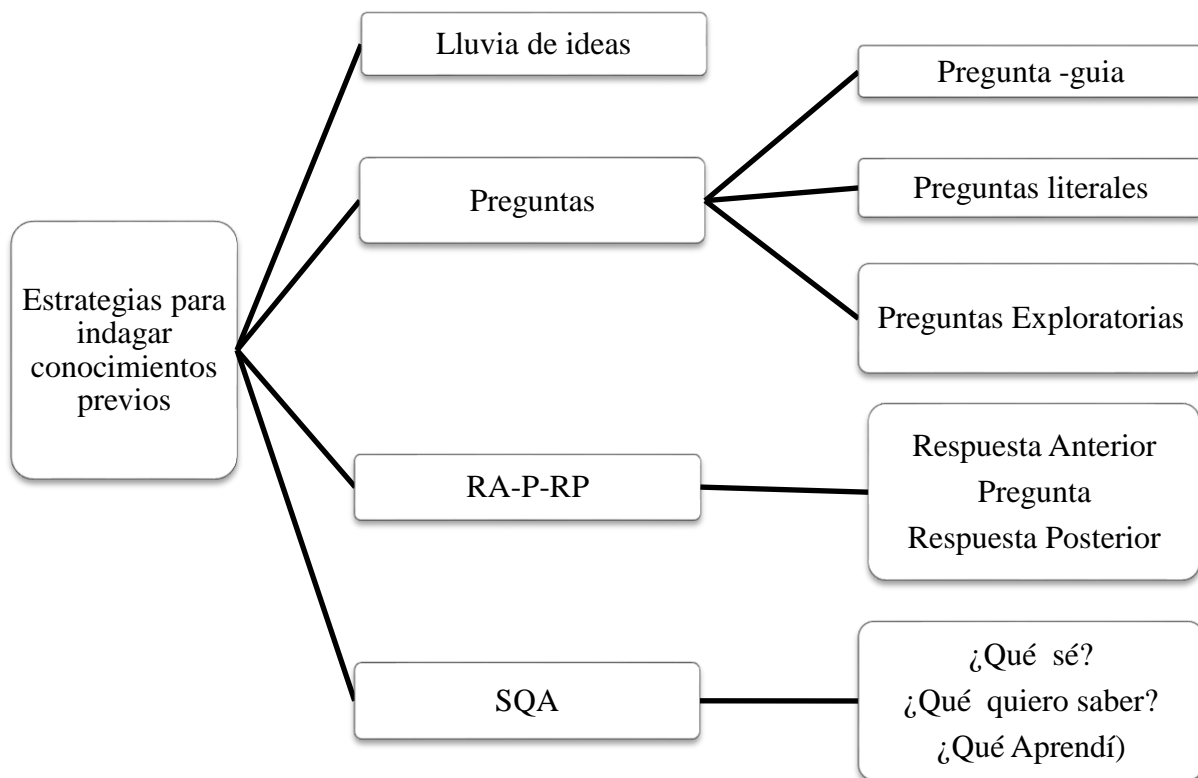 Estrategias para
indagar
conocimientos
previos
Lluvia de ideas
Preguntas
Pregunta -guia
Preguntas literales
Preguntas Exploratorias
RA-P-RP
Respuesta Anterior
Pregunta
Respuesta Posterior
SQA
¿Qué  sé?
¿Qué  quiero saber?
¿Qué Aprendí)